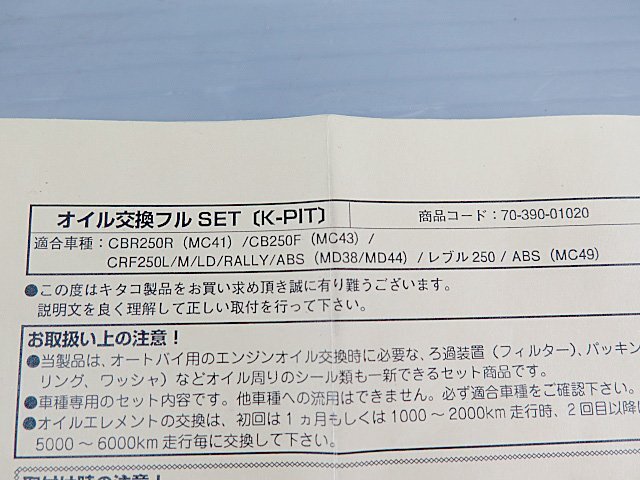 オイル交換フル SET〔K-PIT〕 商品コード：70-390-01020
適合車種：CBR250R（MC41）/CB250F（MC43）/
CRF250L/M/LD/RALLY/ABS（MD38/MD44）/レブル250 / ABS（MC49）
●この度はキタコ製品をお買い求め頂き誠に有り難うございます。
説明文を良く理解して正しい取付を行って下さい。
お取扱い上の注意！
●当製品は、オートバイ用のエンジンオイル交換時に必要な、ろ過装置（フィルター）、パッキン
リング、ワッシャ）などオイル周りのシール類も一新できるセット商品です。
●車種専用のセット内容です。他車種への流用はできません。必ず適合車種をご確認下さい。
●オイルエレメントの交換は、初回は1ヵ月もしくは1000～2000km走行時、2回目以降は
5000～6000km走行毎に交換して下さい。